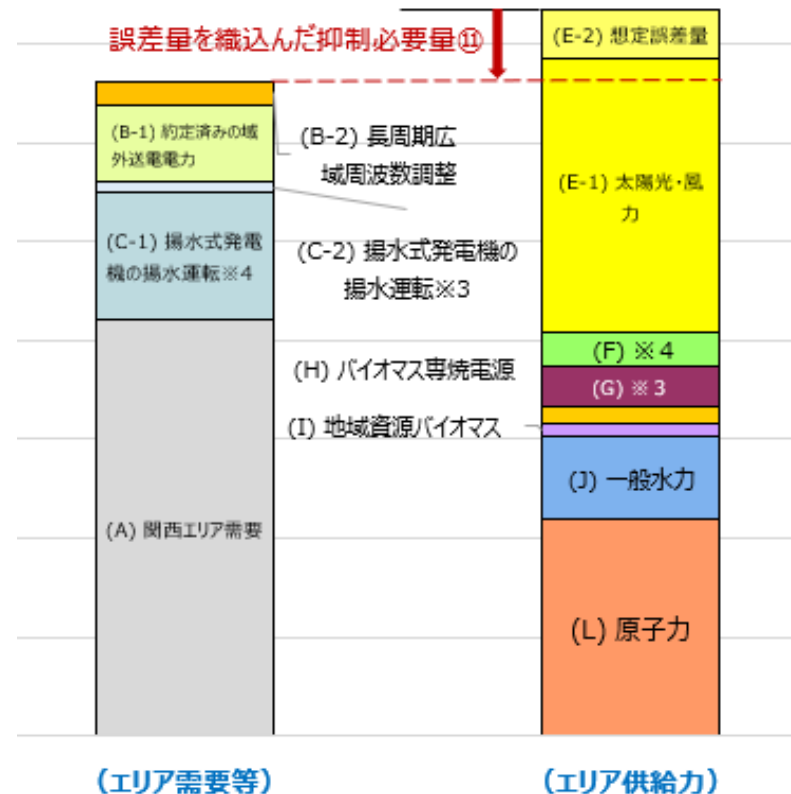 誤差量を織込んだ抑制必要量⑪
(E-2) 想定誤差量
(B-1) 約定済みの域
外送電電力
(B-2) 長周期広
域周波数調整
(E-1) 太陽光・風
力
(C-1) 揚水式発電
機の揚水運転※4
(C-2) 揚水式発電機の
揚水運転※3
(F) ※4
(H) バイオマス専焼電源
(G) ※3
(I) 地域資源バイオマス
(J) 一般水力
(A) 関西エリア需要
(L) 原子力
(エリア需要等)
(エリア供給力)